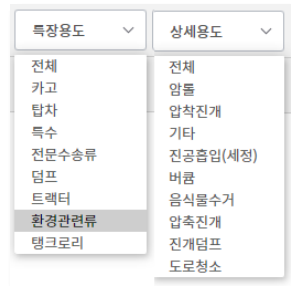 특장용도
전체
카고
탑차
특수
전문수송류
덤프
트랙터
환경관련류
탱크로리
상세용도
전체
암롤
압착진개
기타
진공흡입(세정)
버큠
음식물수거
압축진개
진개덤프
도로청소